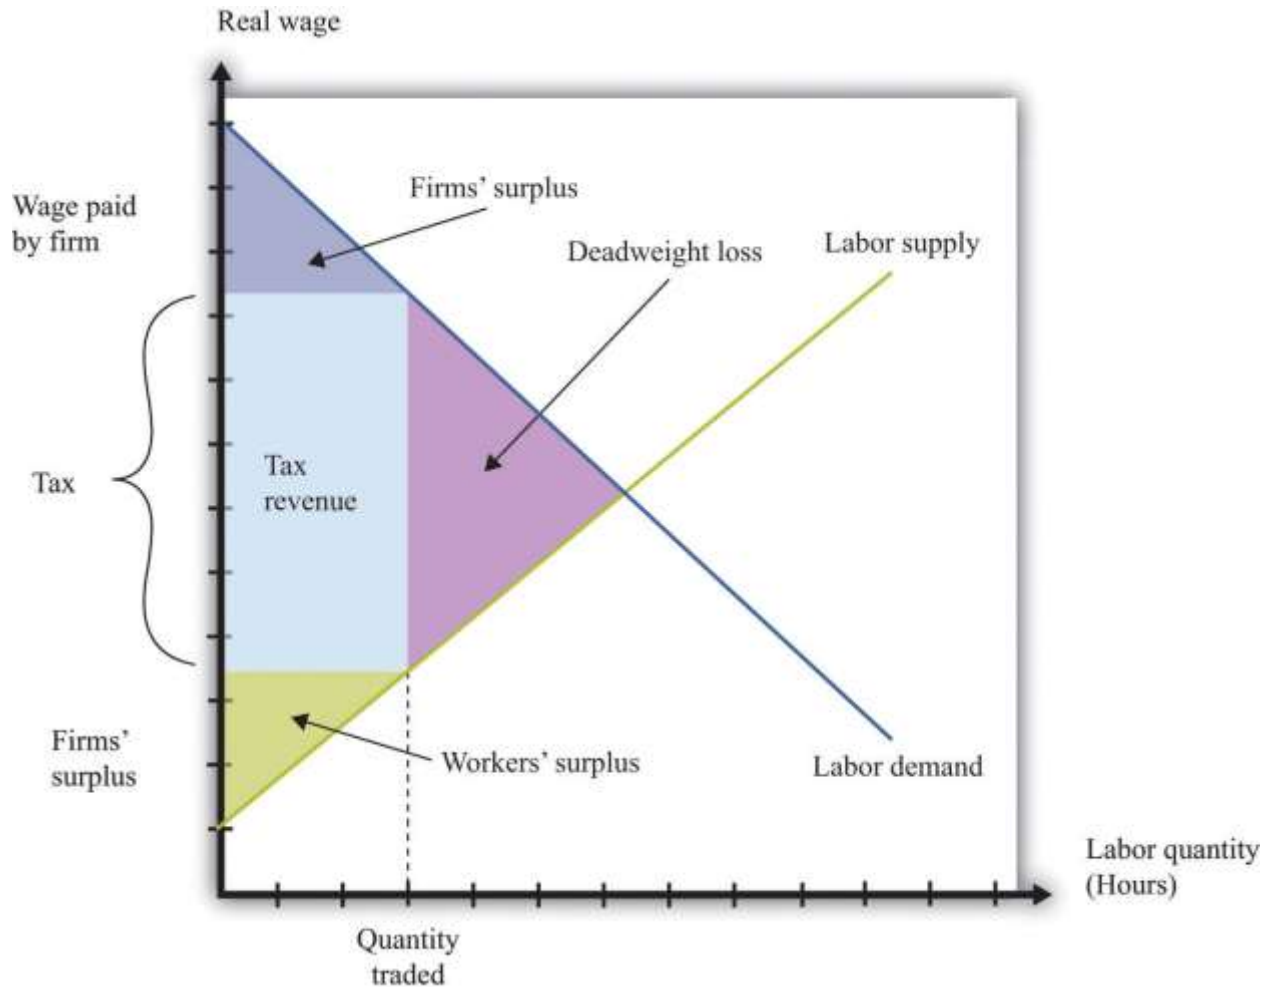 Real wage
Wage paid
by firm
Firms’ surplus
Deadweight loss
Labor supply
Tax
Tax
revenue
Firms’
surplus
Workers’ surplus
Labor demand
Labor quantity
(Hours)
Quantity
traded